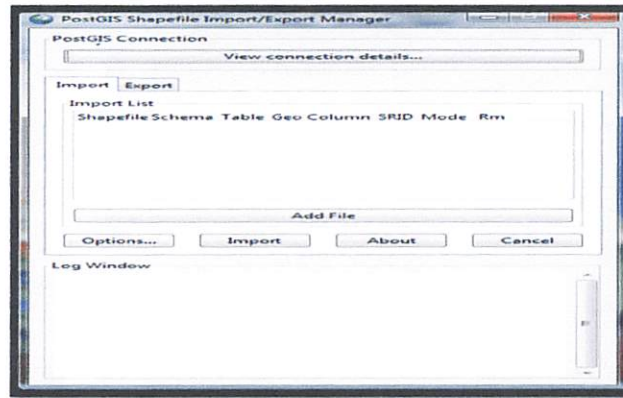 PostGIS Shapefile Import/Export Manager
PostGIS Connection
View connection details...
Import Export
Import List
Shapefile Schema Table Geo Column SRID Mode Rm
Add File
Options... Import About Cancel
Log Window